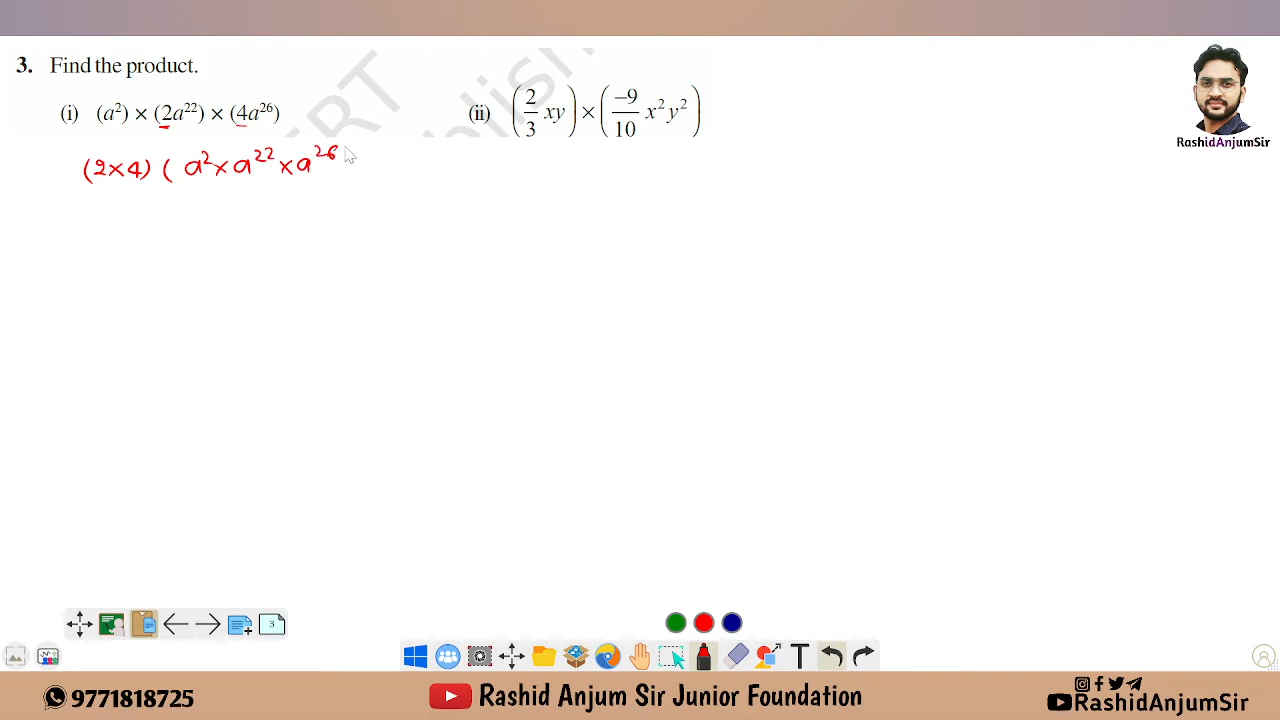 3. Find the product.
(i) (a²) × (2a²²) × (4a²⁶)
(ii) (2/3 xy) × (−9/10 x²y²)
(2×4) ( a² × a²² × a²⁶
RashidAnjumSir
3
9771818725
Rashid Anjum Sir Junior Foundation
RashidAnjumSir